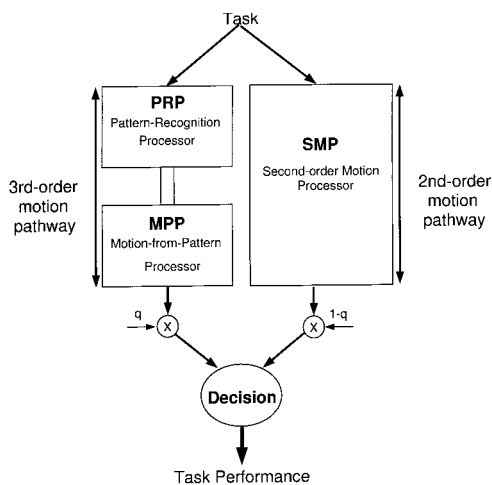 Task
PRP
Pattern-Recognition
Processor
MPP
Motion-from-Pattern
Processor
SMP
Second-order Motion
Processor
3rd-order
motion
pathway
2nd-order
motion
pathway
q
X
X
1-q
Decision
Task Performance